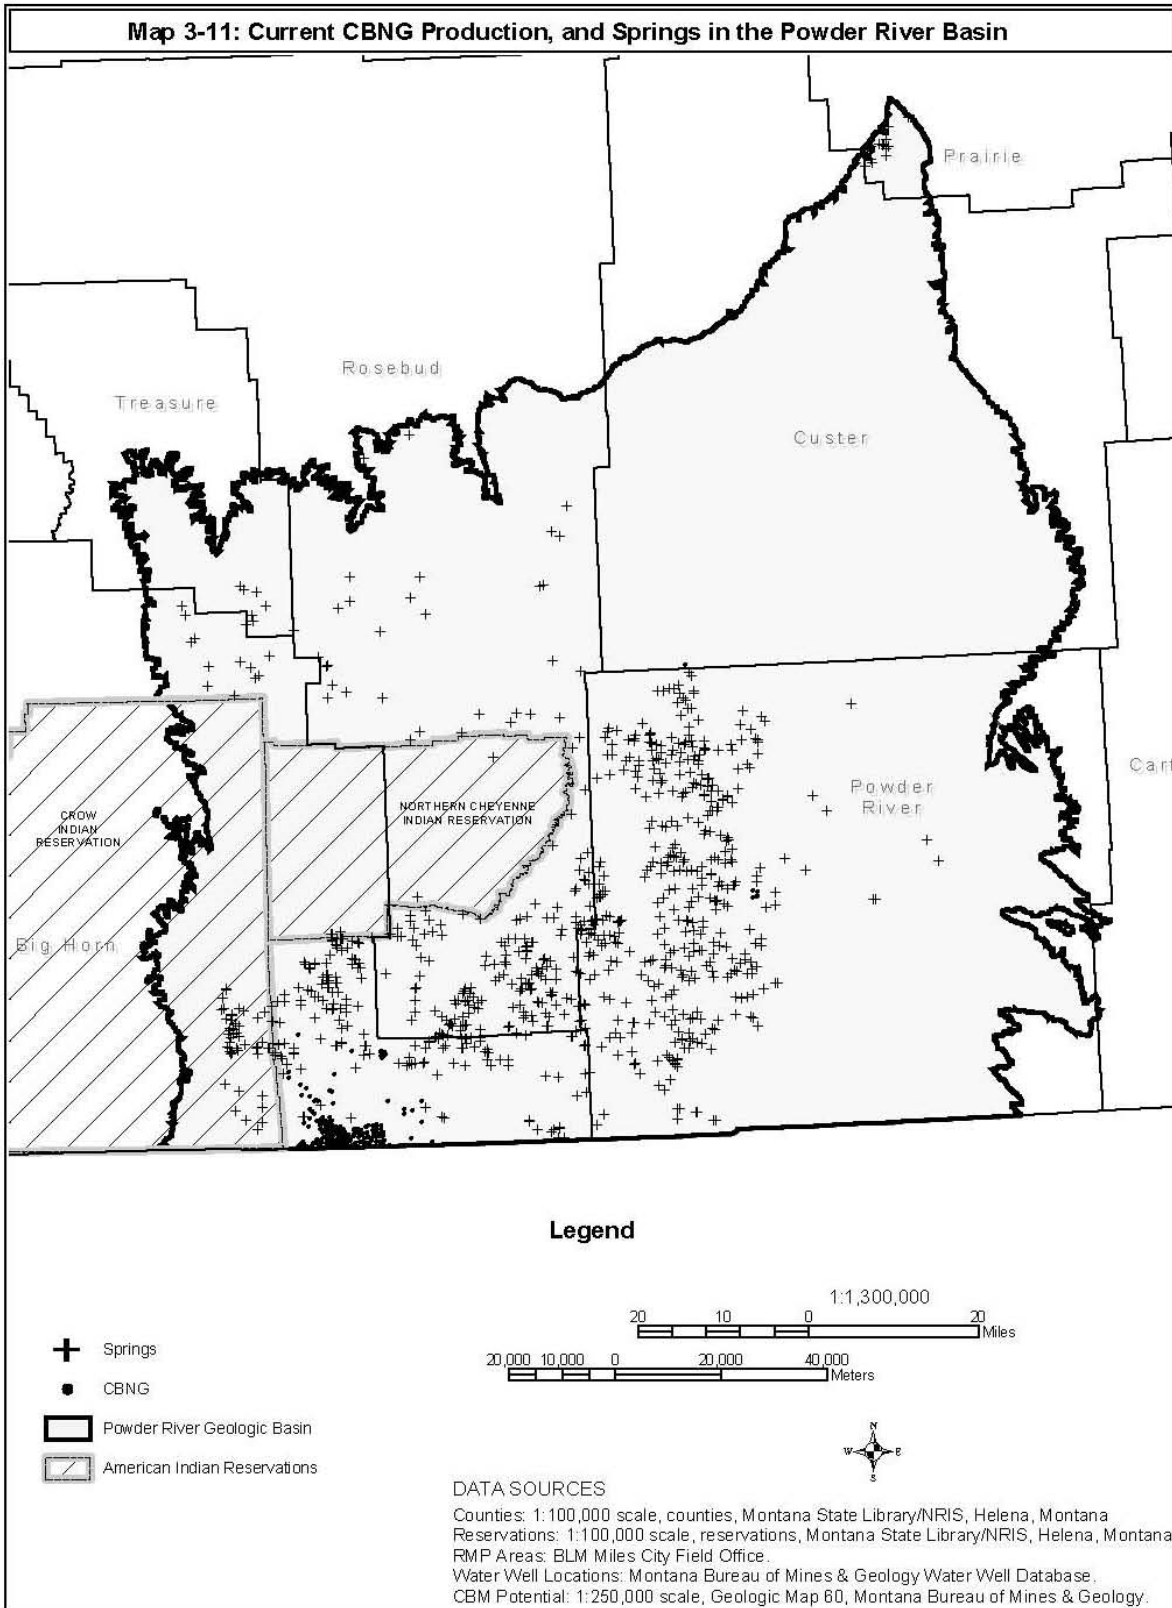 Map 3-11: Current CBNG Production, and Springs in the Powder River Basin
Prairie
Rosebud
Treasure
Custer
Powder
River
Cart
CROW
INDIAN
RESERVATION
NORTHERN CHEYENNE
INDIAN RESERVATION
Big Horn
Legend
1:1,300,000
20 10 0 20
Miles
20,000 10,000 0 20,000 40,000
Meters
Springs
CBNG
Powder River Geologic Basin
American Indian Reservations
N
W E
S
DATA SOURCES
Counties: 1:100,000 scale, counties, Montana State Library/NRIS, Helena, Montana
Reservations: 1:100,000 scale, reservations, Montana State Library/NRIS, Helena, Montana
RMP Areas: BLM Miles City Field Office.
Water Well Locations: Montana Bureau of Mines & Geology Water Well Database.
CBM Potential: 1:250,000 scale, Geologic Map 60, Montana Bureau of Mines & Geology.